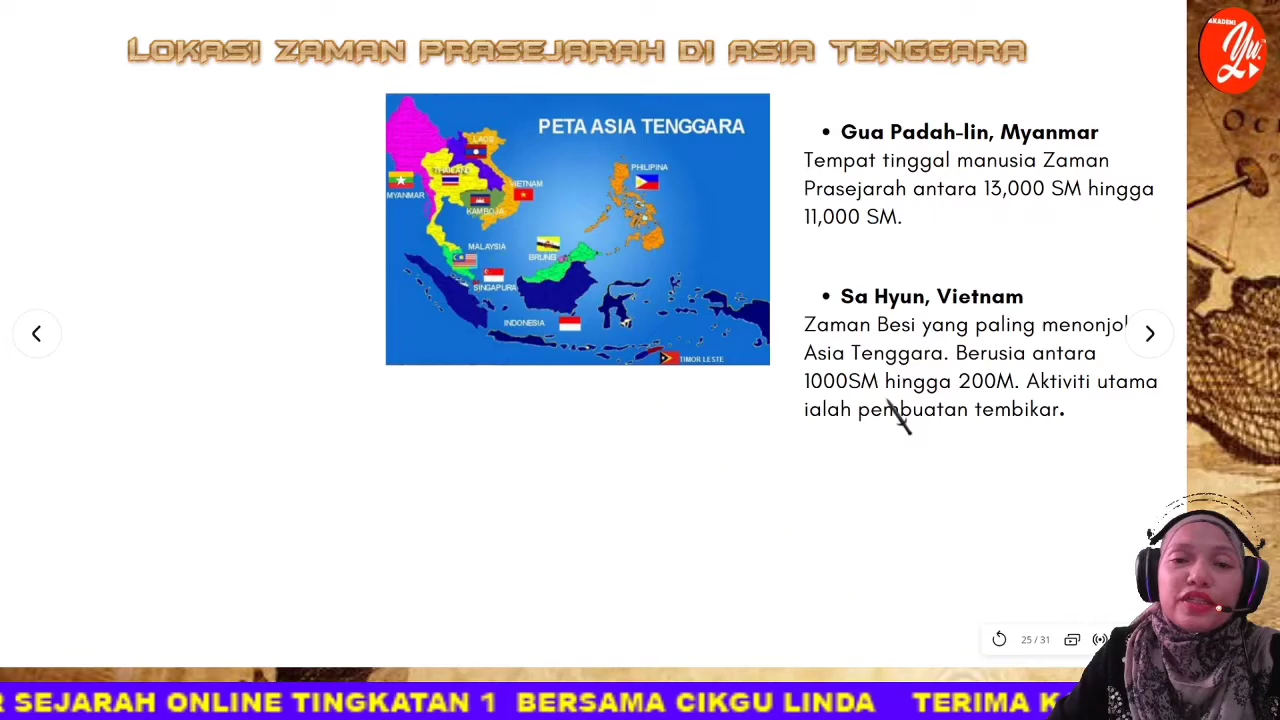 LOKASI ZAMAN PRASEJARAH DI ASIA TENGGARA
AKADEMI
Yu.
PETA ASIA TENGGARA
LAOS
THAILAND
MYANMAR
VIETNAM
KAMBOJA
PHILIPINA
MALAYSIA
BRUNEI
SINGAPURA
INDONESIA
TIMOR LESTE
• Gua Padah-lin, Myanmar
Tempat tinggal manusia Zaman
Prasejarah antara 13,000 SM hingga
11,000 SM.
• Sa Hyun, Vietnam
Zaman Besi yang paling menonjol
Asia Tenggara. Berusia antara
1000SM hingga 200M. Aktiviti utama
ialah pembuatan tembikar.
25 / 31
R SEJARAH ONLINE TINGKATAN 1 BERSAMA CIKGU LINDA TERIMA K